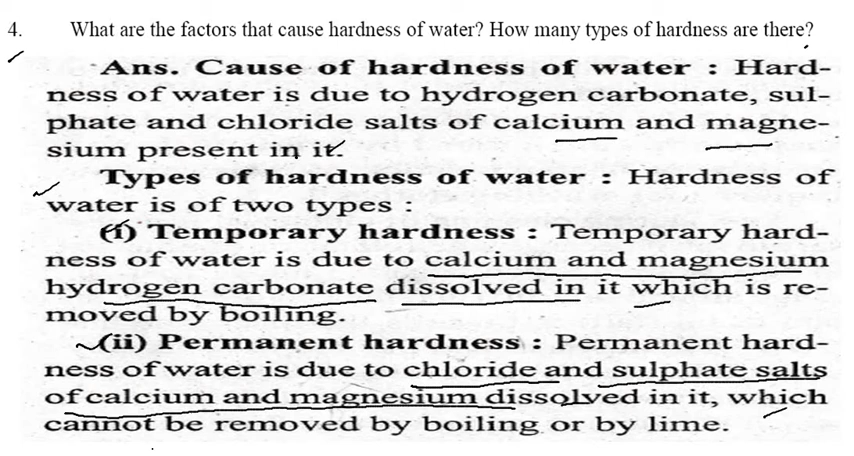 4. What are the factors that cause hardness of water? How many types of hardness are there?
Ans. Cause of hardness of water : Hard-
ness of water is due to hydrogen carbonate, sul-
phate and chloride salts of calcium and magne-
sium present in it
Types of hardness of water : Hardness of
water is of two types.
(i) Temporary hardness : Temporary hard-
ness of water is due to calcium and magnesium
hydrogen carbonate dissolved in it which is re-
moved by boiling.
(ii) Permanent hardness : Permanent hard-
ness of water is due to chloride and sulphate salts
of calcium and magnesium dissolved in it, which
cannot be removed by boiling or by lime.